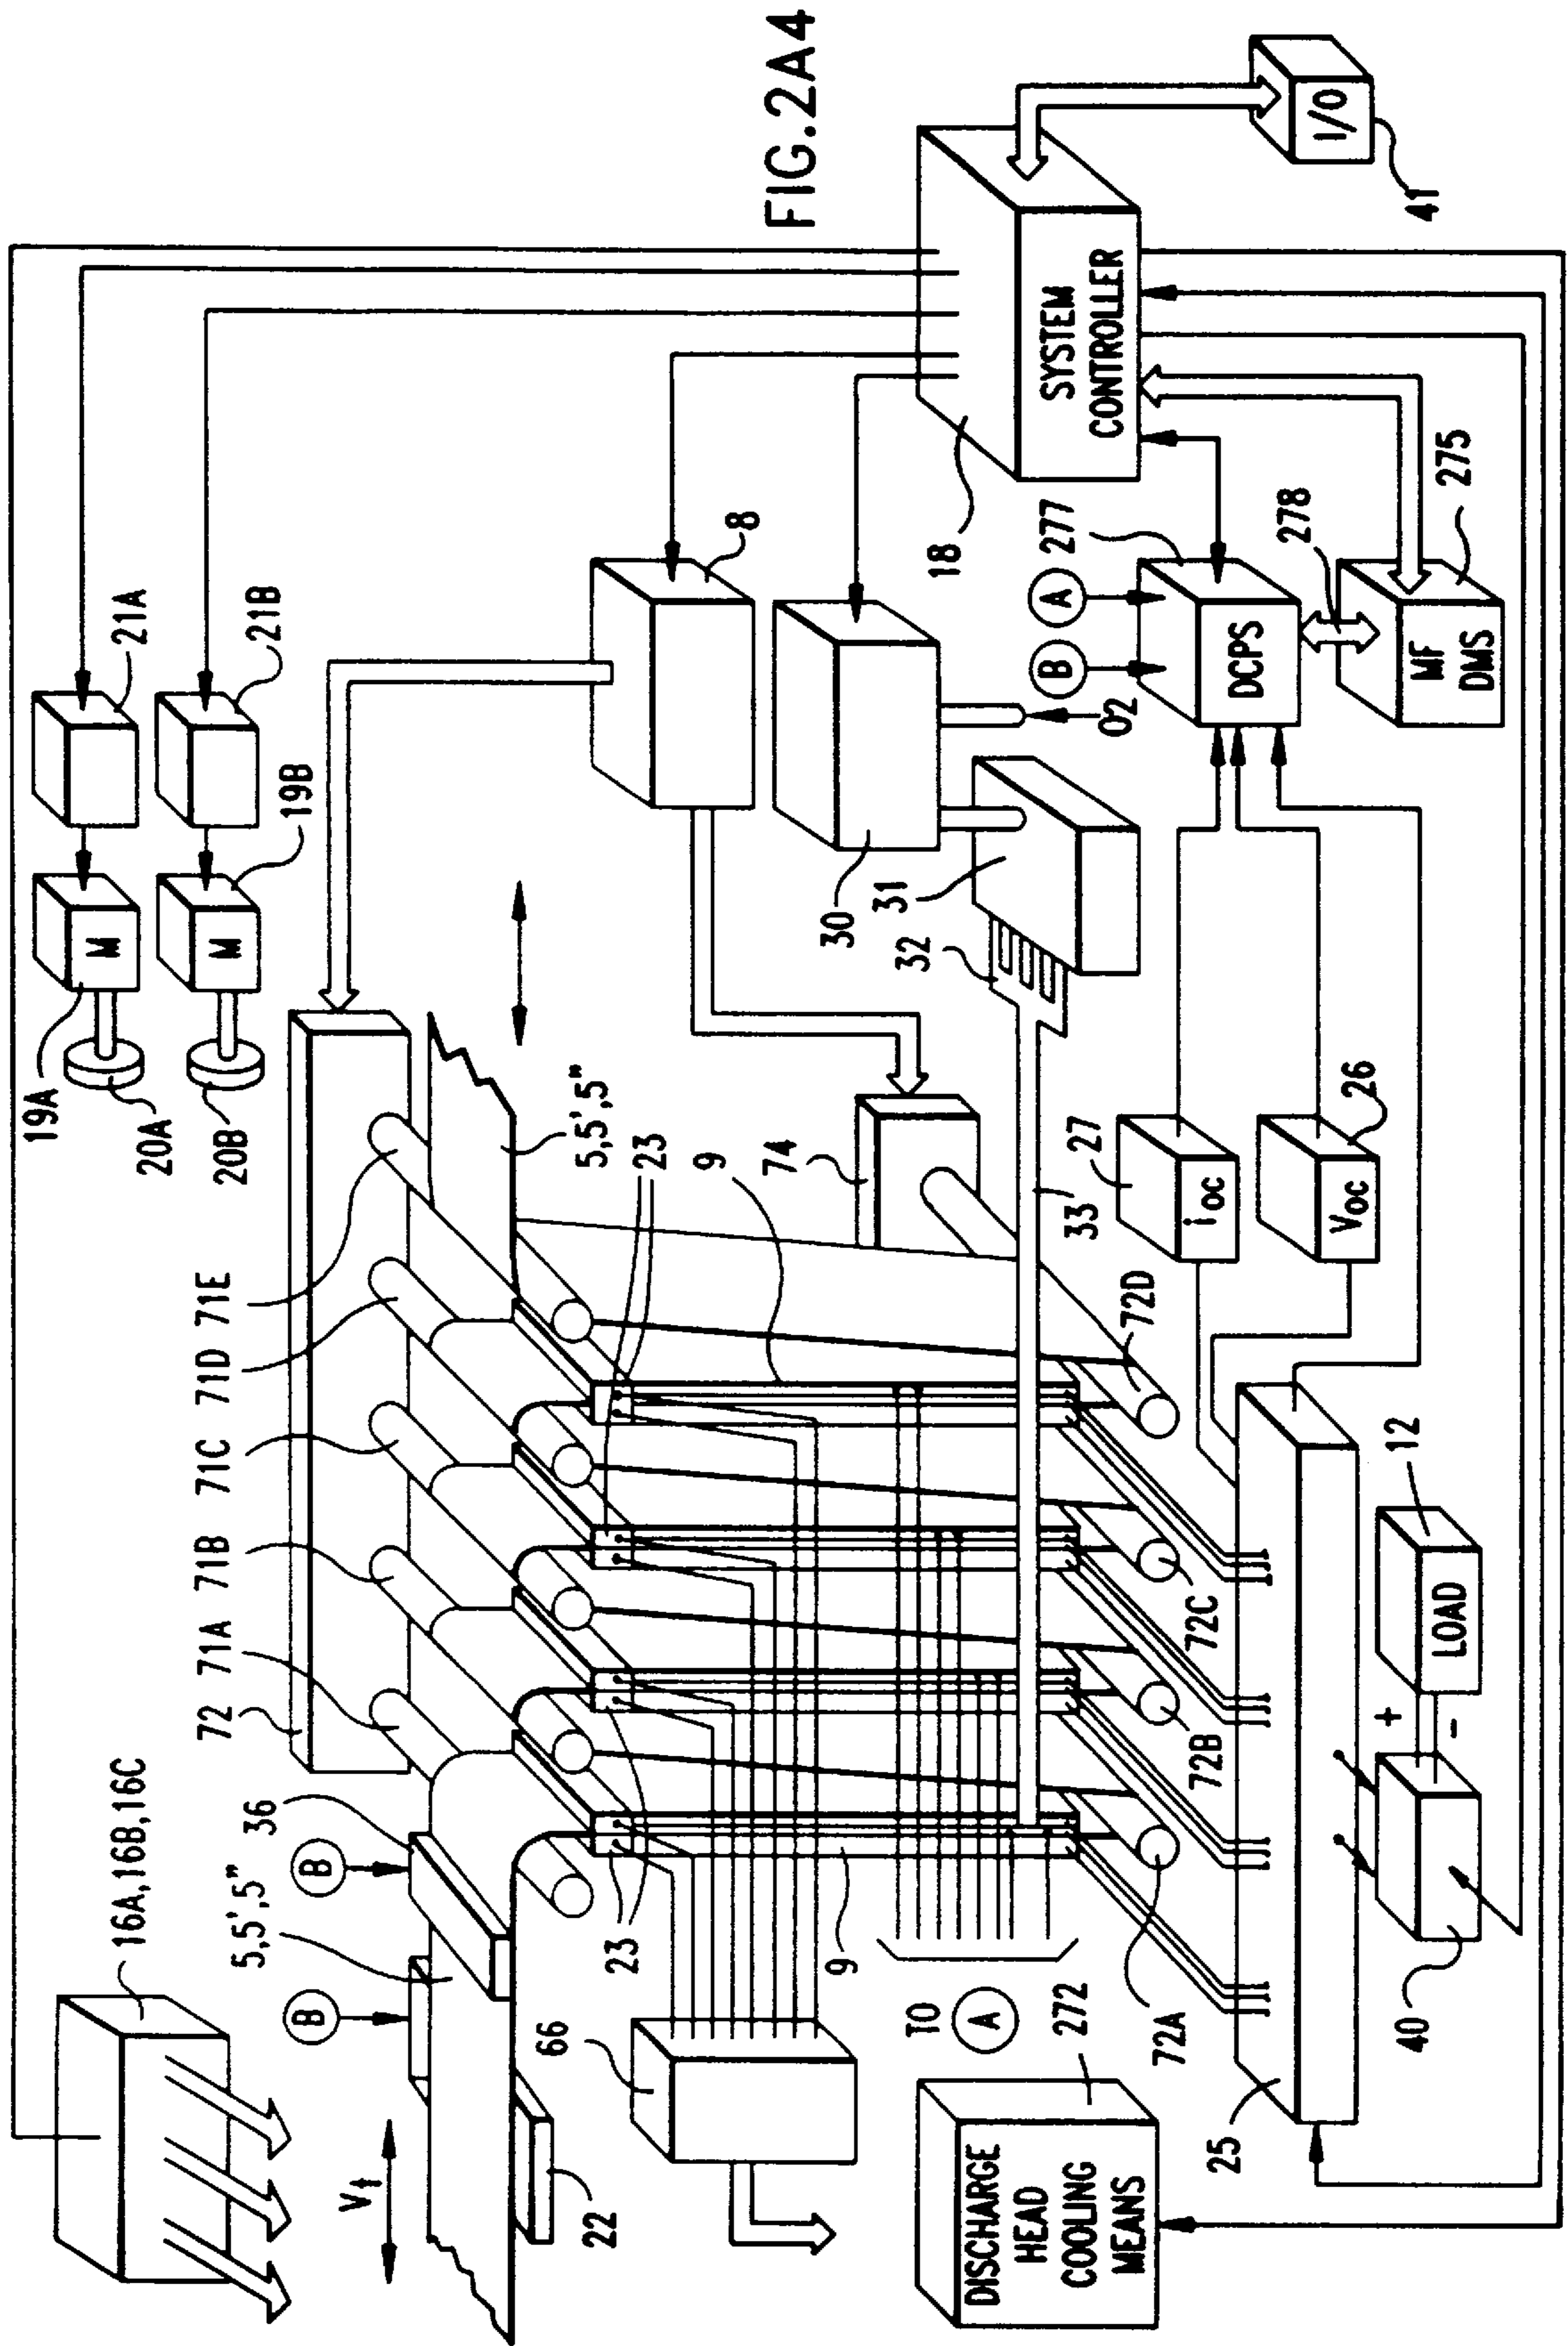 FIG.2A4
16A,16B,16C
19A
M
21A
20A
M
19B
21B
20B
72
71A
71B
71C
71D
71E
36
B
B
5,5',5"
5,5',5"
Vt
22
23
23
9
9
66
8
74
30
O2
31
32
33
18
SYSTEM
CONTROLLER
I/O
41
A
B
277
DCPS
278
MF
DMS
275
27
ioc
26
Voc
TO
A
272
DISCHARGE
HEAD
COOLING
MEANS
72A
72B
72C
72D
25
40
+
-
LOAD
12